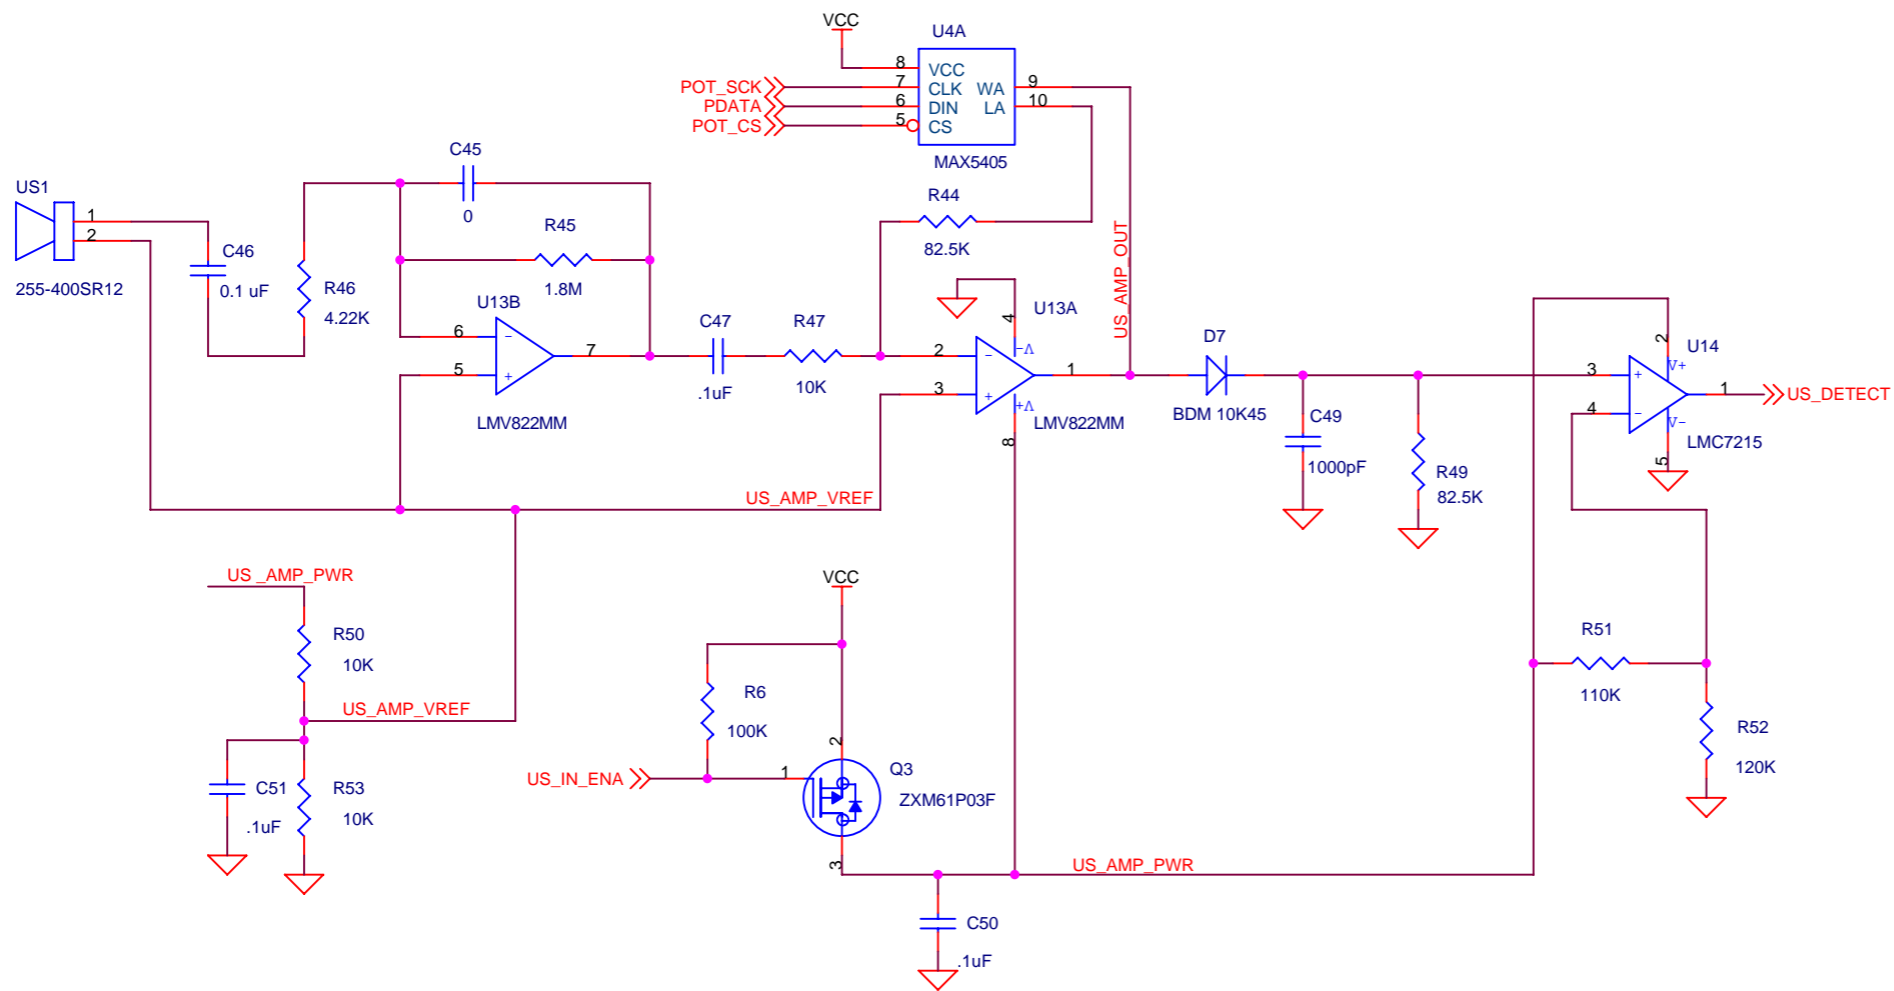 VCC
U4A
8 VCC
POT_SCK 7 CLK WA 9
PDATA 6 DIN LA 10
POT_CS 5 CS
MAX5405
C45
0
US1
1
2
255-400SR12
C46
0.1 uF
R46
4.22K
R45
1.8M
U13B
6 -
5 +
7
LMV822MM
C47
.1uF
R47
10K
R44
82.5K
US_AMP_OUT
U13A
4
V-
2 -
3 +
1
V+
8
LMV822MM
D7
BDM 10K45
C49
1000pF
R49
82.5K
2
U14
V+
3 +
4 -
1
US_DETECT
V-
5
LMC7215
US_AMP_VREF
US _AMP_PWR
R50
10K
US_AMP_VREF
C51
.1uF
R53
10K
VCC
R6
100K
US_IN_ENA
1
2
3
Q3
ZXM61P03F
US_AMP_PWR
C50
.1uF
R51
110K
R52
120K